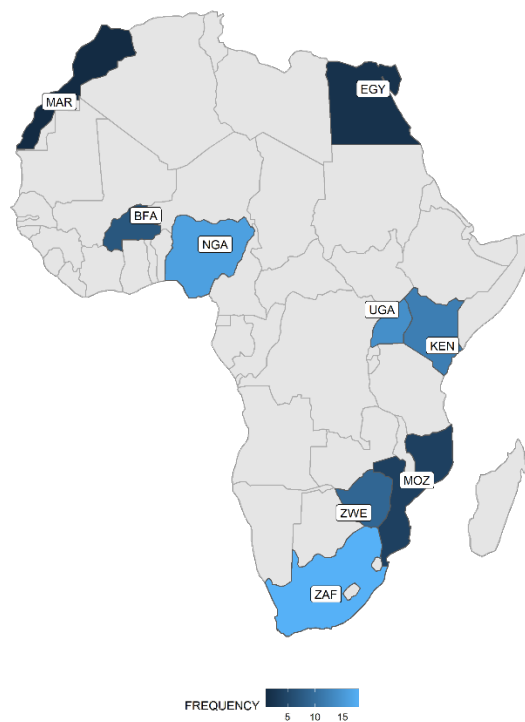 EGY
MAR
BFA
NGA
UGA
KEN
MOZ
ZWE
ZAF
FREQUENCY
5 10 15